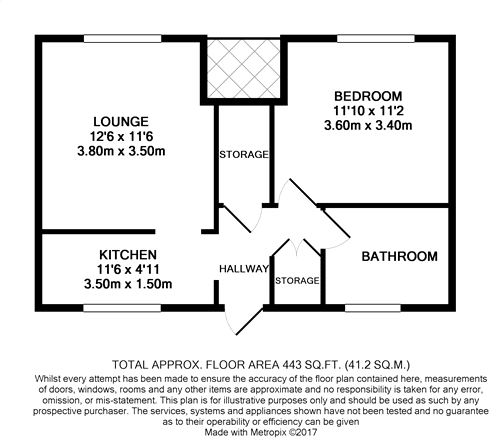 LOUNGE
12'6 x 11'6
3.80m x 3.50m
BEDROOM
11'10 x 11'2
3.60m x 3.40m
STORAGE
KITCHEN
11'6 x 4'11
3.50m x 1.50m
HALLWAY
STORAGE
BATHROOM
TOTAL APPROX. FLOOR AREA 443 SQ.FT. (41.2 SQ.M.)
Whilst every attempt has been made to ensure the accuracy of the floor plan contained here, measurements
of doors, windows, rooms and any other items are approximate and no responsibility is taken for any error,
omission, or mis-statement. This plan is for illustrative purposes only and should be used as such by any
prospective purchaser. The services, systems and appliances shown have not been tested and no guarantee
as to their operability or efficiency can be given
Made with Metropix ©2017